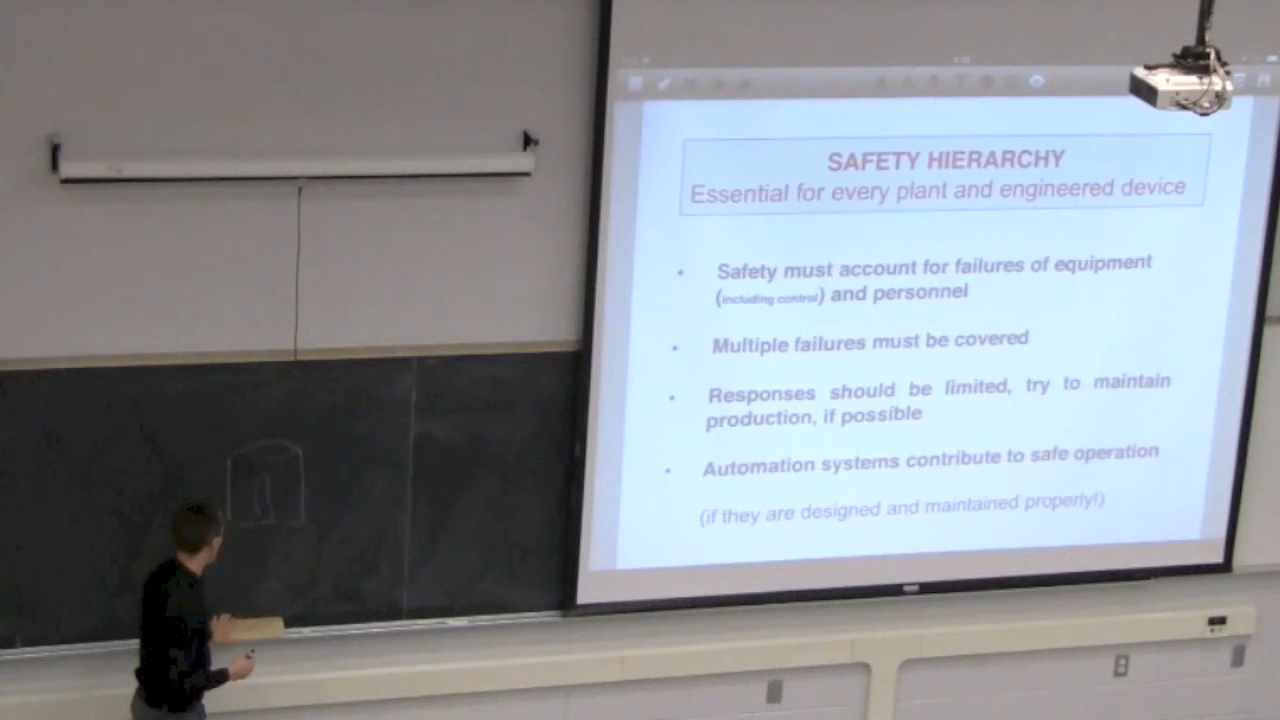 SAFETY HIERARCHY
Essential for every plant and engineered device
• Safety must account for failures of equipment
(including control) and personnel
• Multiple failures must be covered
• Responses should be limited, try to maintain
production, if possible
• Automation systems contribute to safe operation
(if they are designed and maintained properly!)